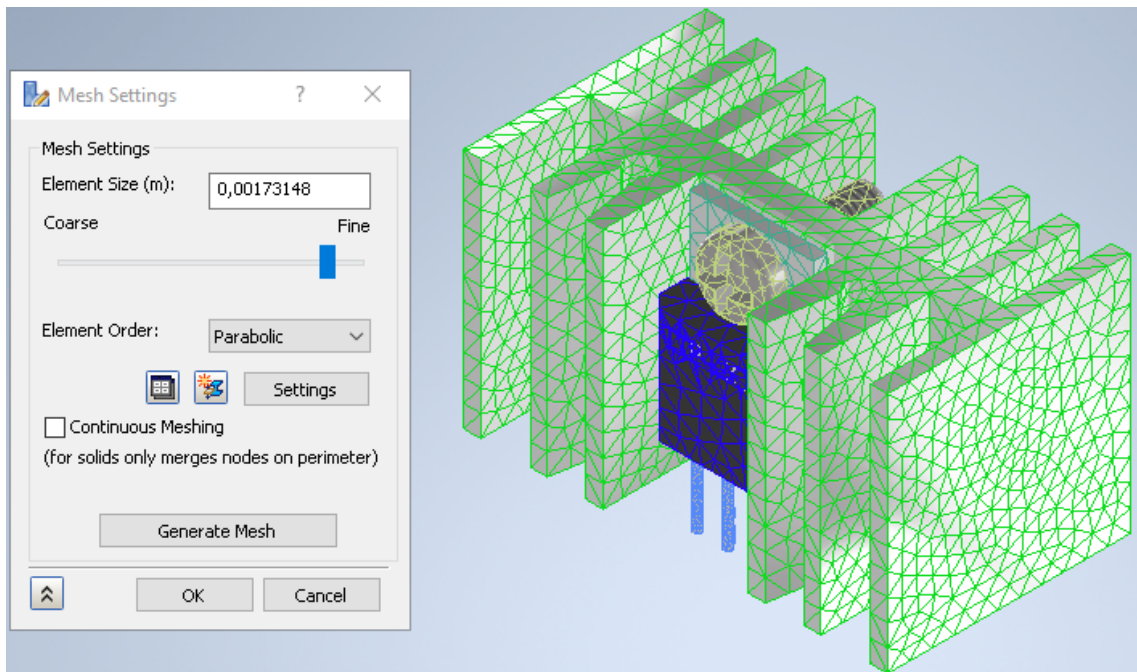 Mesh Settings
?
Mesh Settings
Element Size (m):
0,00173148
Coarse
Fine
Element Order:
Parabolic
Settings
Continuous Meshing
(for solids only merges nodes on perimeter)
Generate Mesh
OK
Cancel